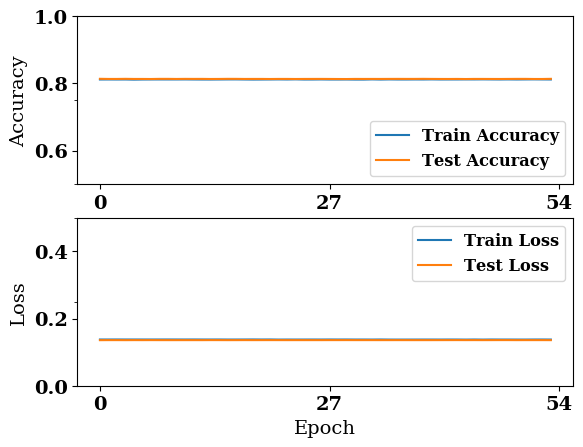 1.0
0.8
0.6
Accuracy
Train Accuracy
Test Accuracy
0 27 54
0.4
0.2
0.0
Loss
Train Loss
Test Loss
0 27 54
Epoch